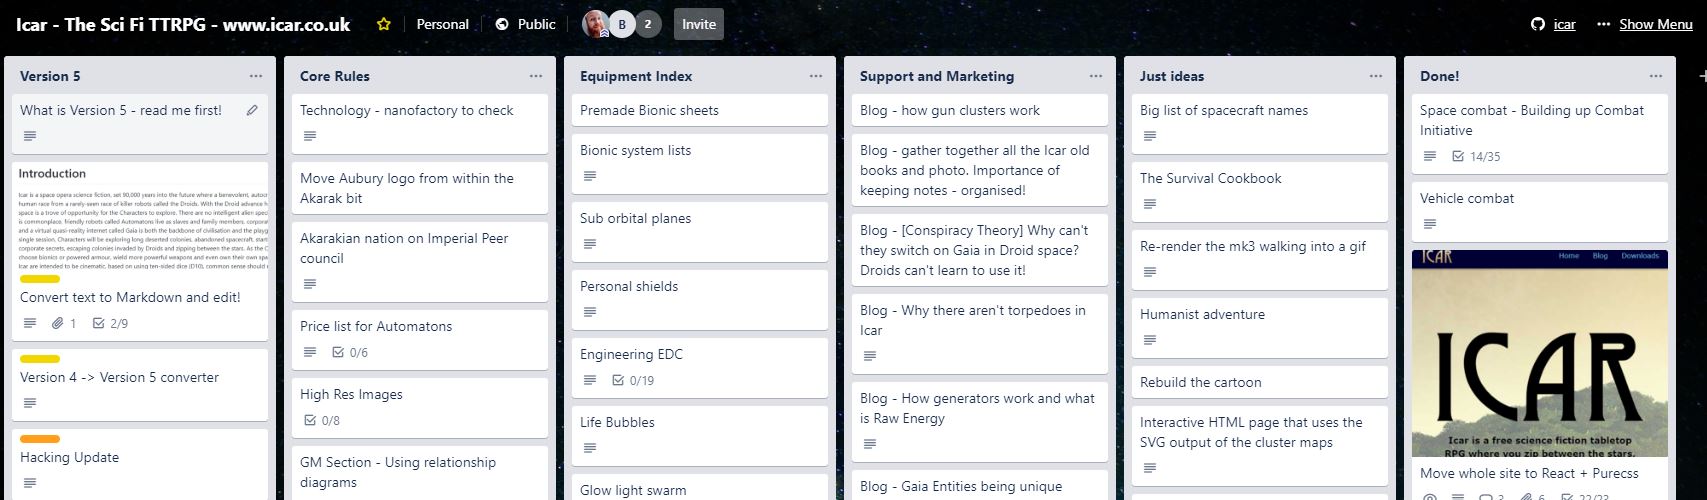 Icar - The Sci Fi TTRPG - www.icar.co.uk
Personal
Public
B
2
Invite
icar
Show Menu
Version 5
What is Version 5 - read me first!
Introduction
Icar is a space opera science fiction, set 90,000 years into the future where a benevolent,
human race from a rarely-seen race of killer robots called the Droids. With the Droid advance
space is a trove of opportunity for the Characters to explore. There are no intelligent alien
is commonplace. friendly robots called Automatons live as slaves and family members,
and a virtual quasi-reality internet called Gaia is both the backbone of civilisation and the
single session. Characters will be exploring long deserted colonies, abandoned spacecraft,
corporate secrets, escaping colonies invaded by Droids and zipping between the stars. As the
choose bionics or powered armour, wield more powerful weapons and even own their own
Icar are intended to be cinematic, based on using ten-sided dice (D10), common sense should
Convert text to Markdown and edit!
1
2/9
Version 4 -> Version 5 converter
Hacking Update
Core Rules
Technology - nanofactory to check
Move Aubury logo from within the
Akarak bit
Akarakian nation on Imperial Peer
council
Price list for Automatons
0/6
High Res Images
0/8
GM Section - Using relationship
diagrams
Equipment Index
Premade Bionic sheets
Bionic system lists
Sub orbital planes
Personal shields
Engineering EDC
0/19
Life Bubbles
Glow light swarm
Support and Marketing
Blog - how gun clusters work
Blog - gather together all the Icar old
books and photo. Importance of
keeping notes - organised!
Blog - [Conspiracy Theory] Why can't
they switch on Gaia in Droid space?
Droids can't learn to use it!
Blog - Why there aren't torpedoes in
Icar
Blog - How generators work and what
is Raw Energy
Blog - Gaia Entities being unique
Just ideas
Big list of spacecraft names
The Survival Cookbook
Re-render the mk3 walking into a gif
Humanist adventure
Rebuild the cartoon
Interactive HTML page that uses the
SVG output of the cluster maps
Done!
Space combat - Building up Combat
Initiative
14/35
Vehicle combat
ICAR
Home Blog Downloads
ICAR
Icar is a free science fiction tabletop
RPG where you zip between the stars,
Move whole site to React + Purecss
3
6
22/23